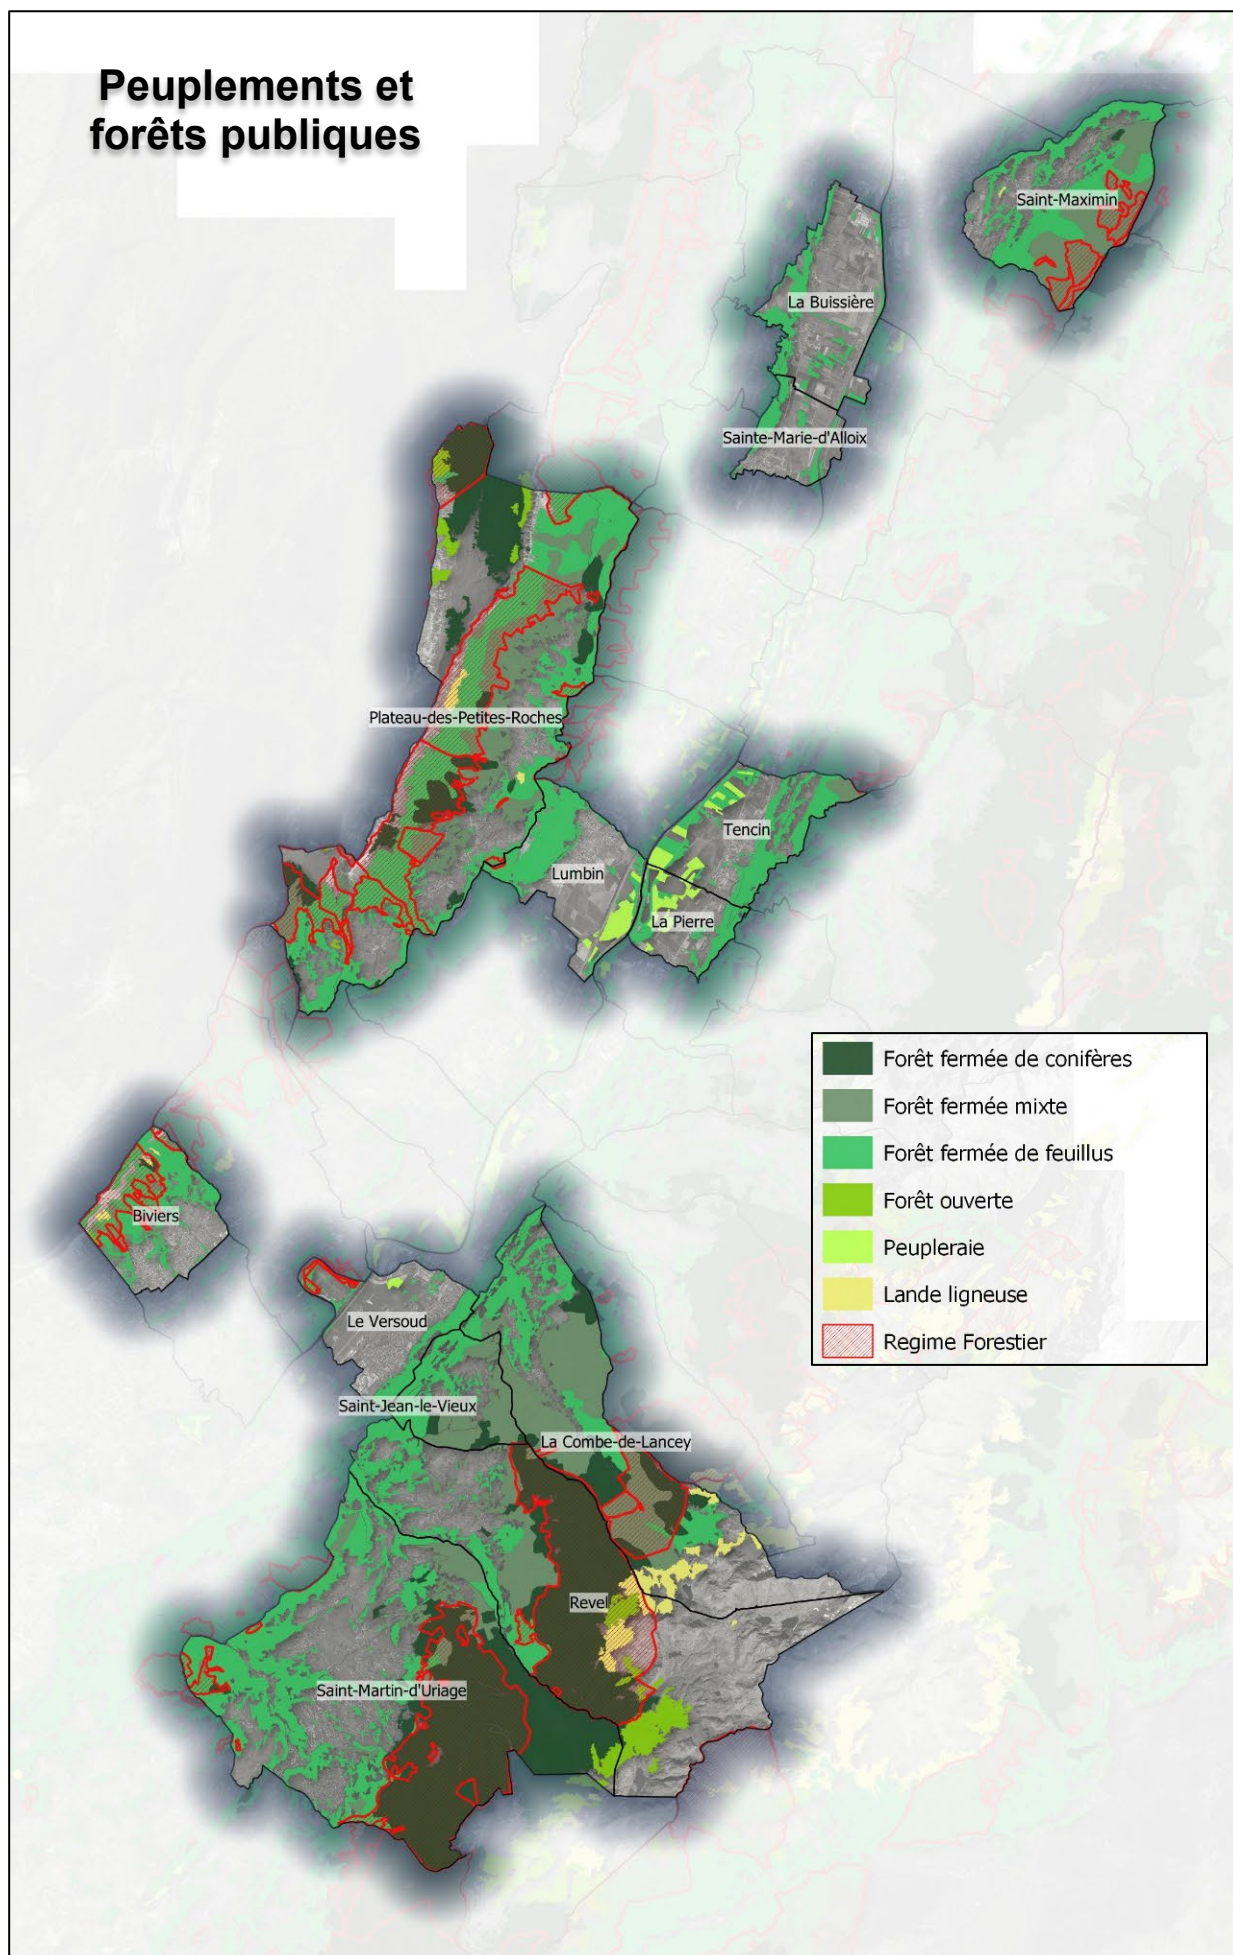 Peuplements et
forêts publiques
Saint-Maximin
La Buissière
Sainte-Marie-d'Alloix
Plateau-des-Petites-Roches
Tencin
Lumbin
La Pierre
Forêt fermée de conifères
Forêt fermée mixte
Forêt fermée de feuillus
Forêt ouverte
Peupleraie
Lande ligneuse
Regime Forestier
Biviers
Le Versoud
Saint-Jean-le-Vieux
La Combe-de-Lancey
Revel
Saint-Martin-d'Uriage